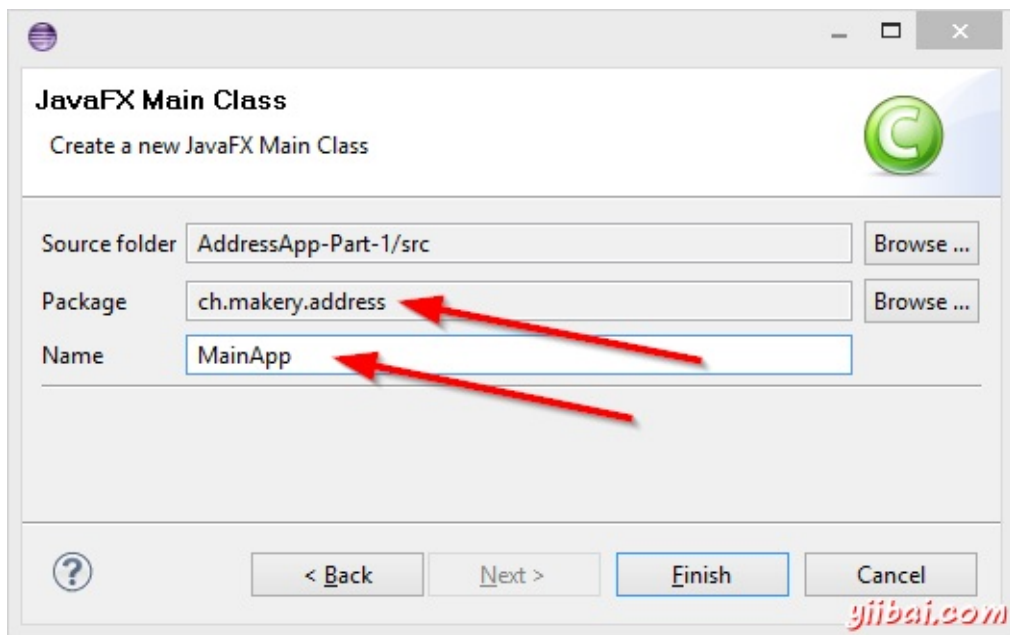 JavaFX Main Class
Create a new JavaFX Main Class
Source folder AddressApp-Part-1/src Browse ...
Package ch.makery.address Browse ...
Name MainApp
? < Back Next > Finish Cancel
yiibai.com